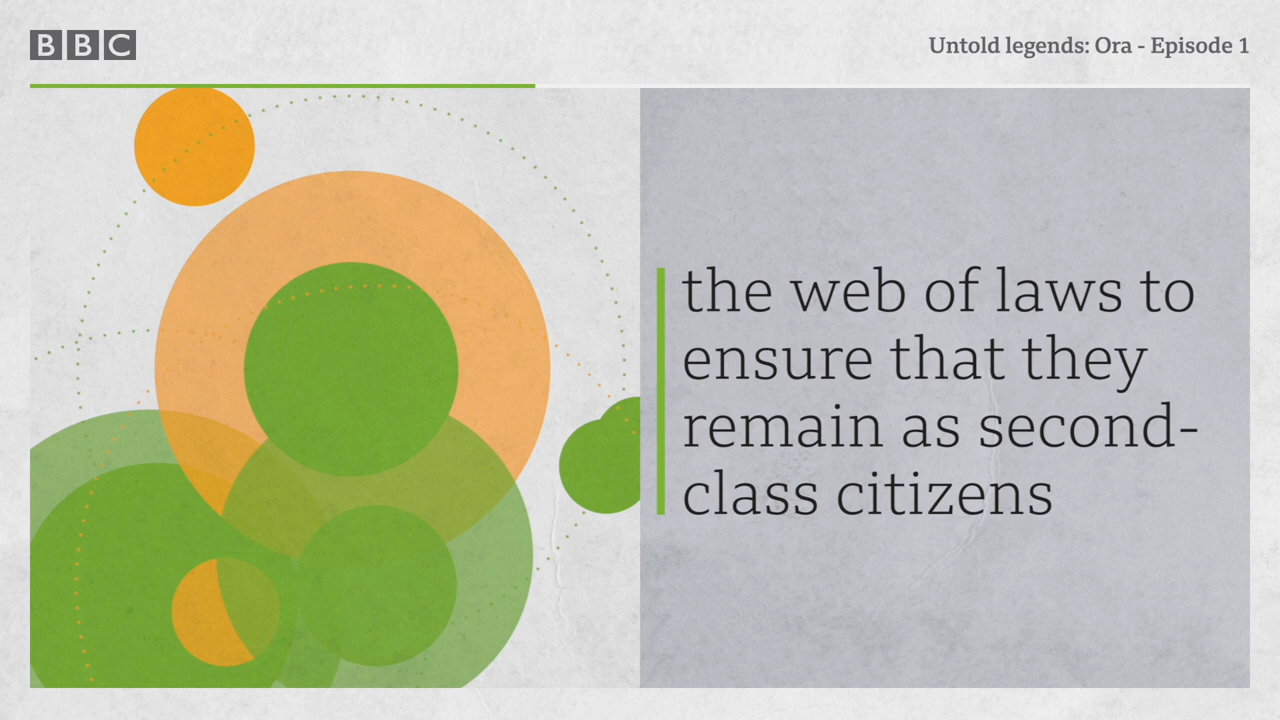 BBC
Untold legends: Ora - Episode 1
the web of laws to
ensure that they
remain as second-
class citizens